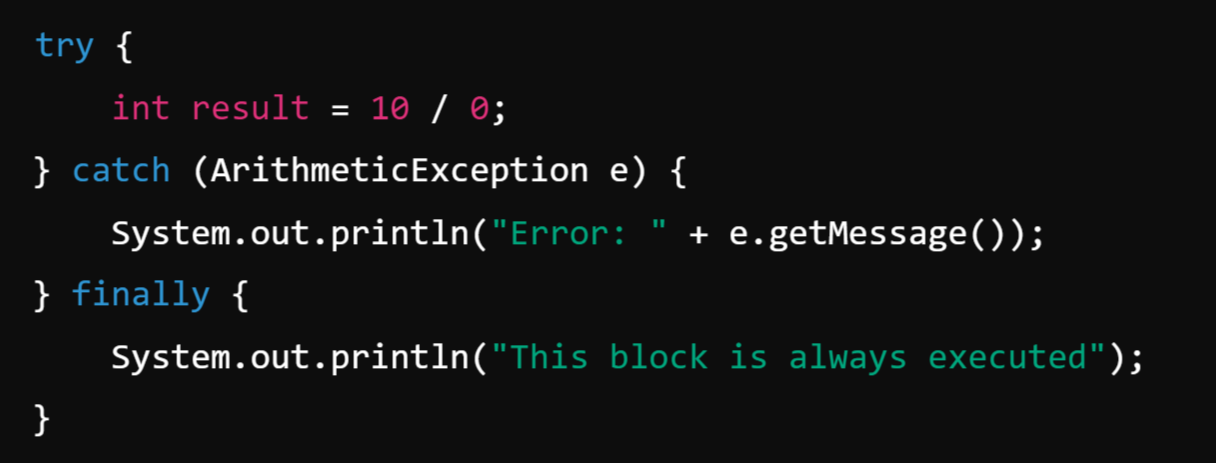 try {
    int result = 10 / 0;
} catch (ArithmeticException e) {
    System.out.println("Error: " + e.getMessage());
} finally {
    System.out.println("This block is always executed");
}